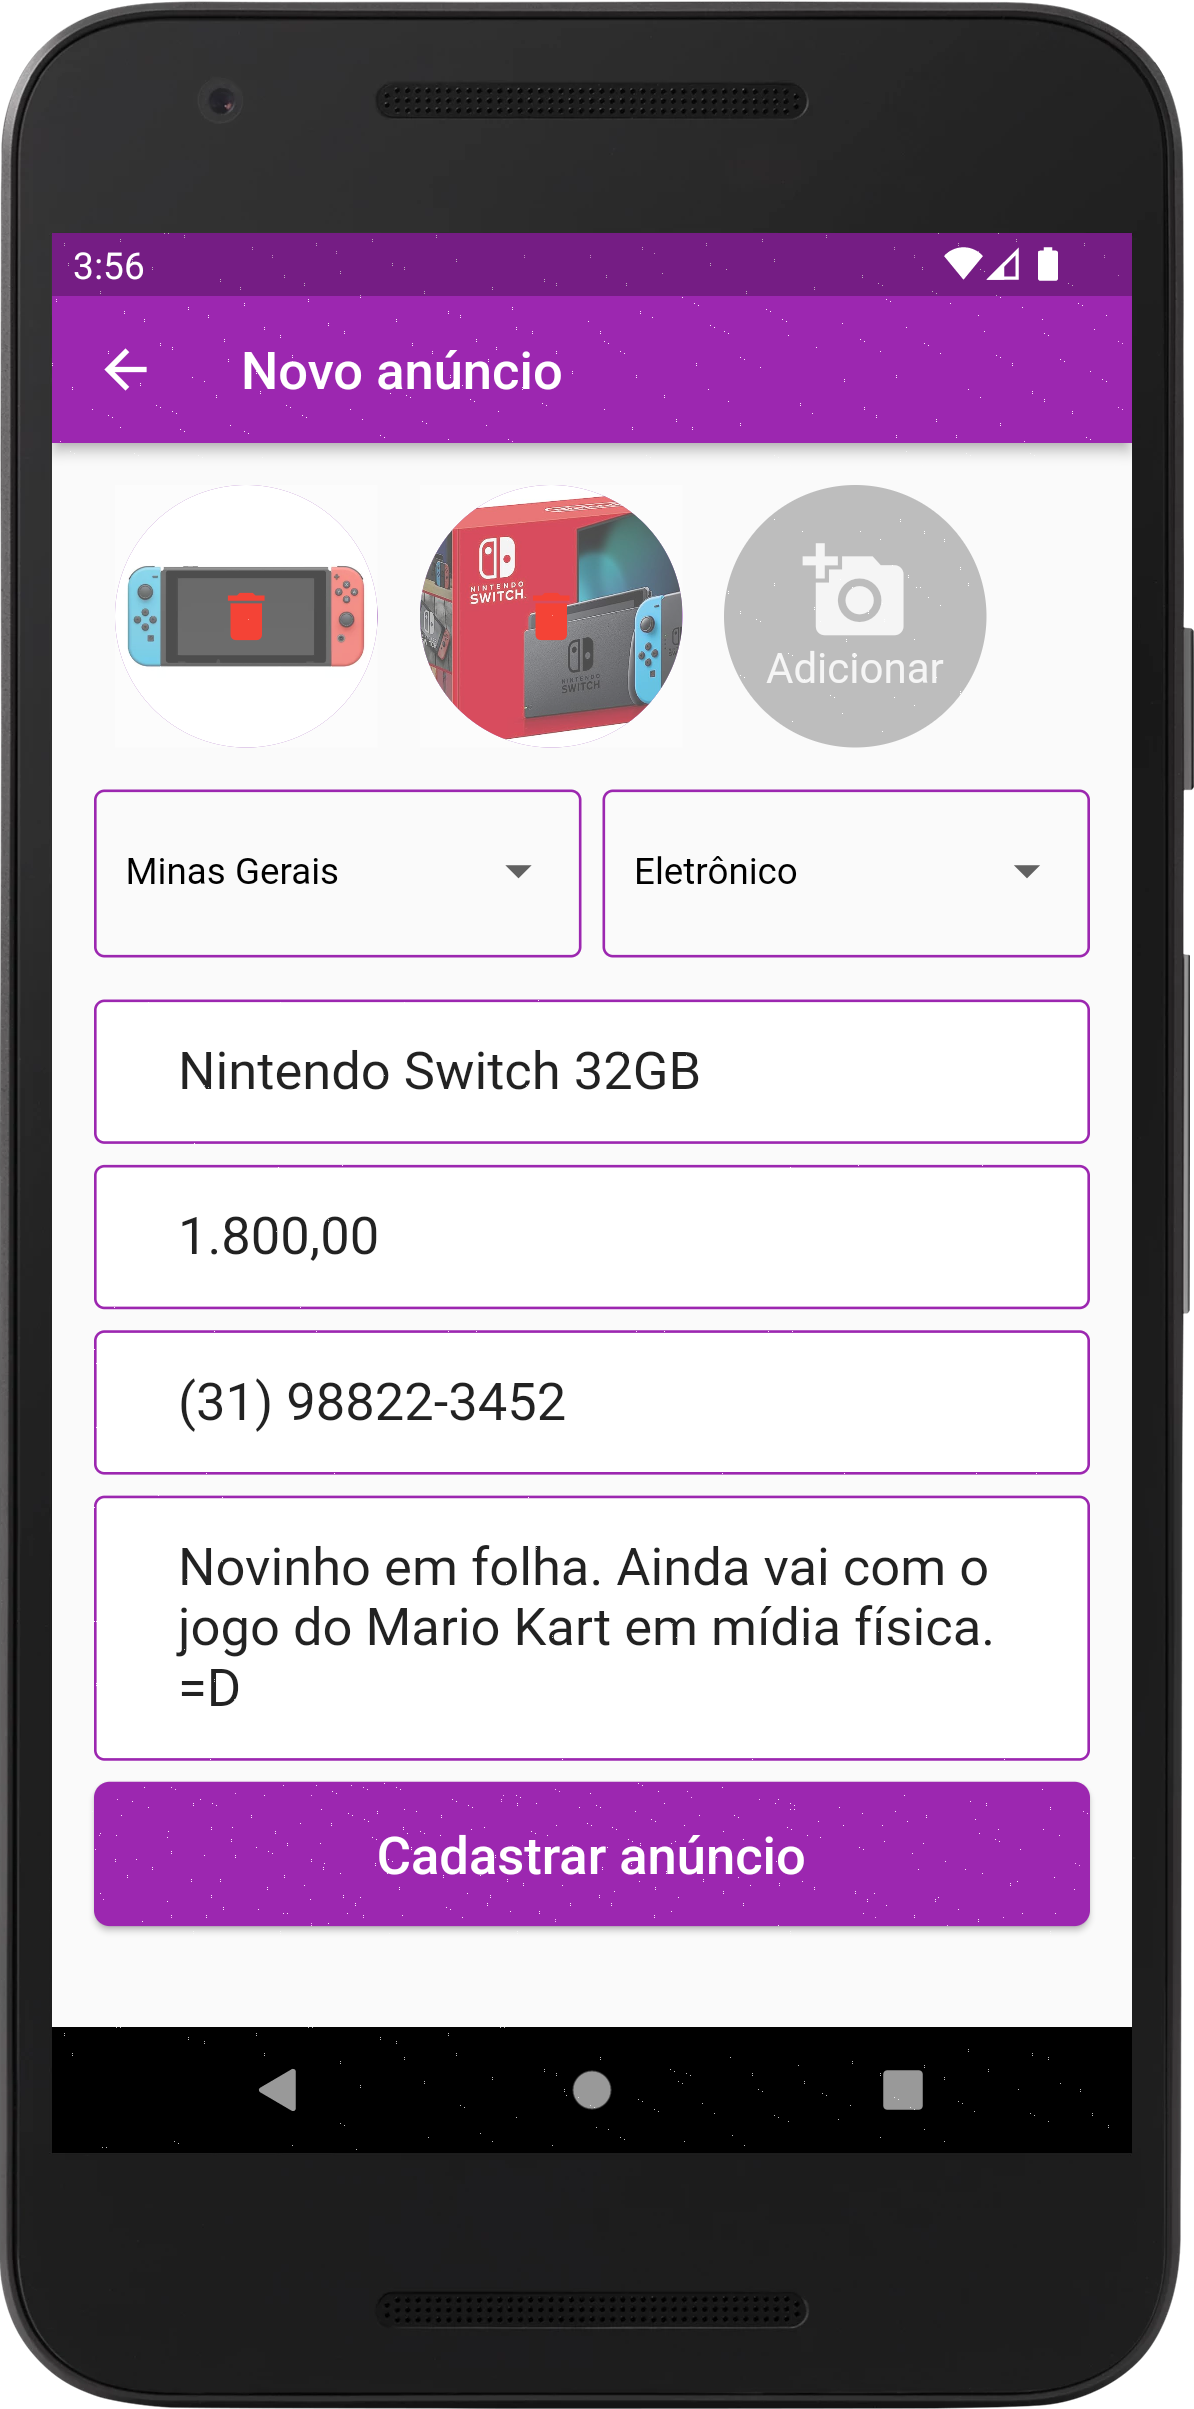 3:56
Novo anúncio
NINTENDO
SWITCH
NINTENDO
SWITCH
Adicionar
Minas Gerais
Eletrônico
Nintendo Switch 32GB
1.800,00
(31) 98822-3452
Novinho em folha. Ainda vai com o
jogo do Mario Kart em mídia física.
=D
Cadastrar anúncio